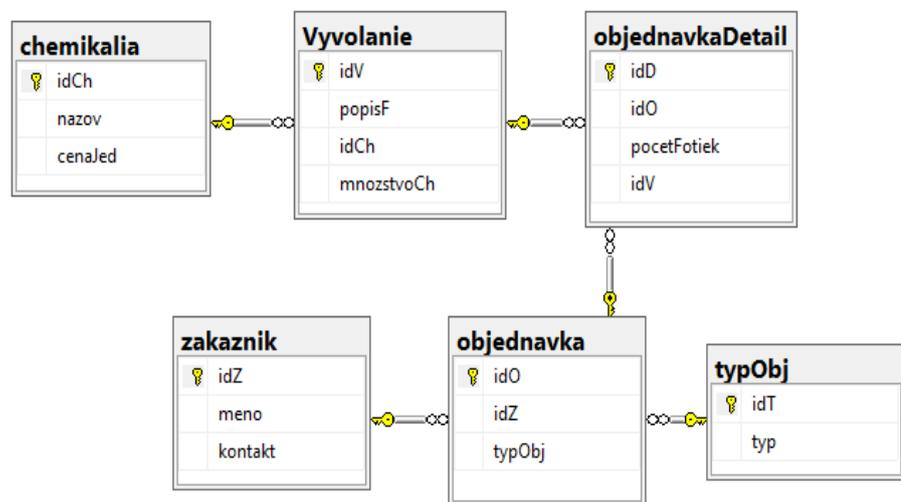 chemikalia
idCh
nazov
cenaJed
Vyvolanie
idV
popisF
idCh
mnozstvoCh
objednavkaDetail
idD
idO
pocetFotiek
idV
zakaznik
idZ
meno
kontakt
objednavka
idO
idZ
typObj
typObj
idT
typ